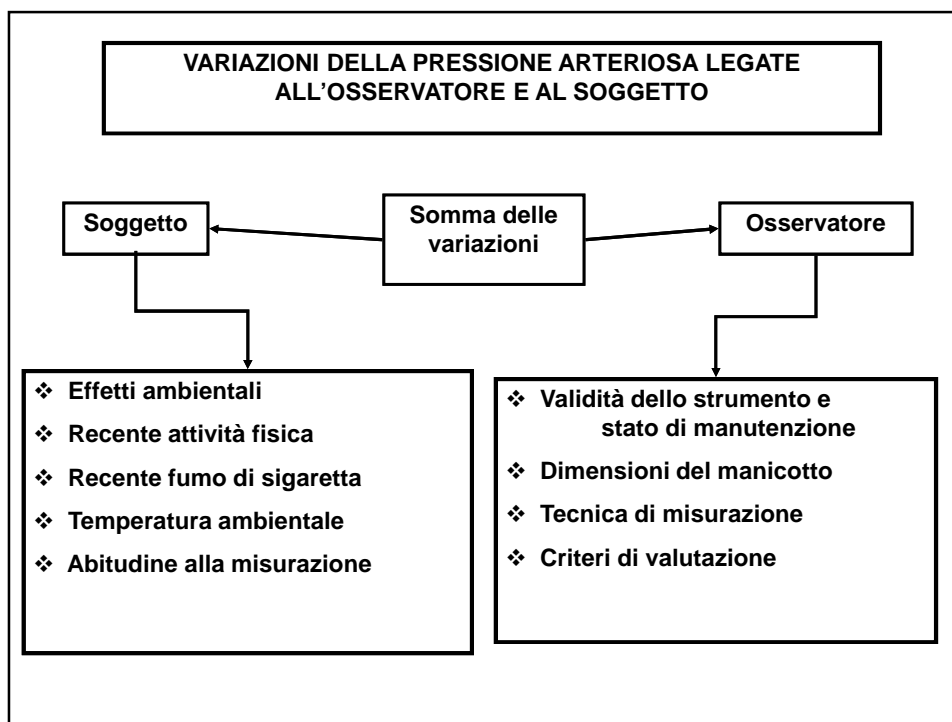 VARIAZIONI DELLA PRESSIONE ARTERIOSA LEGATE
ALL'OSSERVATORE E AL SOGGETTO
Soggetto
Somma delle
variazioni
Osservatore
❖ Effetti ambientali
❖ Recente attività fisica
❖ Recente fumo di sigaretta
❖ Temperatura ambientale
❖ Abitudine alla misurazione
❖ Validità dello strumento e
stato di manutenzione
❖ Dimensioni del manicotto
❖ Tecnica di misurazione
❖ Criteri di valutazione